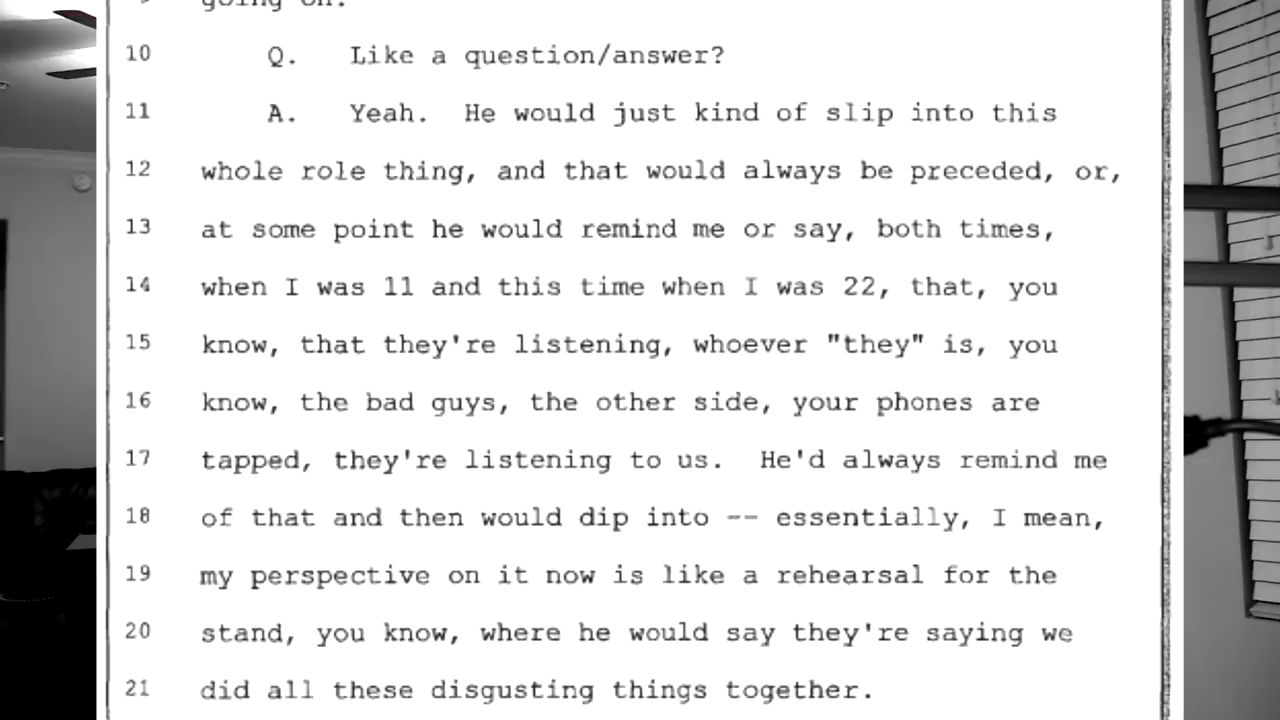 9 going on.
10 Q. Like a question/answer?
11 A. Yeah. He would just kind of slip into this
12 whole role thing, and that would always be preceded, or,
13 at some point he would remind me or say, both times,
14 when I was 11 and this time when I was 22, that, you
15 know, that they're listening, whoever "they" is, you
16 know, the bad guys, the other side, your phones are
17 tapped, they're listening to us. He'd always remind me
18 of that and then would dip into -- essentially, I mean,
19 my perspective on it now is like a rehearsal for the
20 stand, you know, where he would say they're saying we
21 did all these disgusting things together.